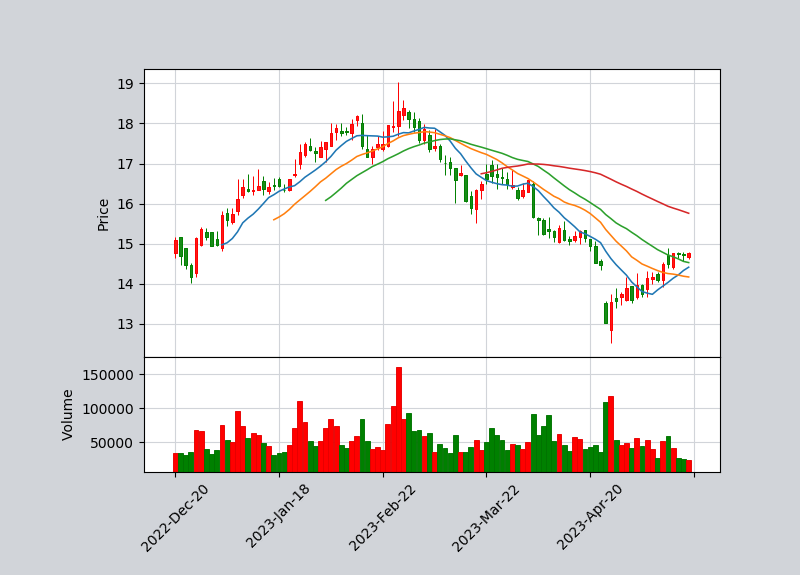 19
18
17
16
15
14
13
Price
150000
100000
50000
Volume
2022-Dec-20
2023-Jan-18
2023-Feb-22
2023-Mar-22
2023-Apr-20